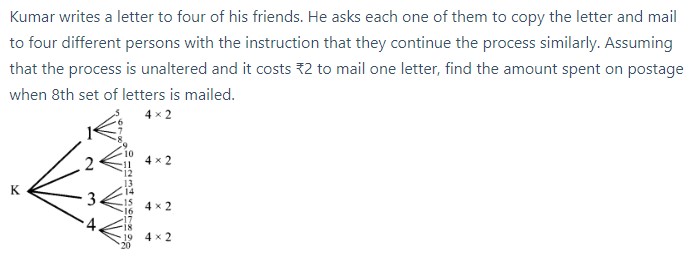 Kumar writes a letter to four of his friends. He asks each one of them to copy the letter and mail
to four different persons with the instruction that they continue the process similarly. Assuming
that the process is unaltered and it costs ₹2 to mail one letter, find the amount spent on postage
when 8th set of letters is mailed.
5
6
7
8
1
4 × 2
9
10
11
12
2
4 × 2
K
13
14
15
16
3
4 × 2
17
18
19
20
4
4 × 2